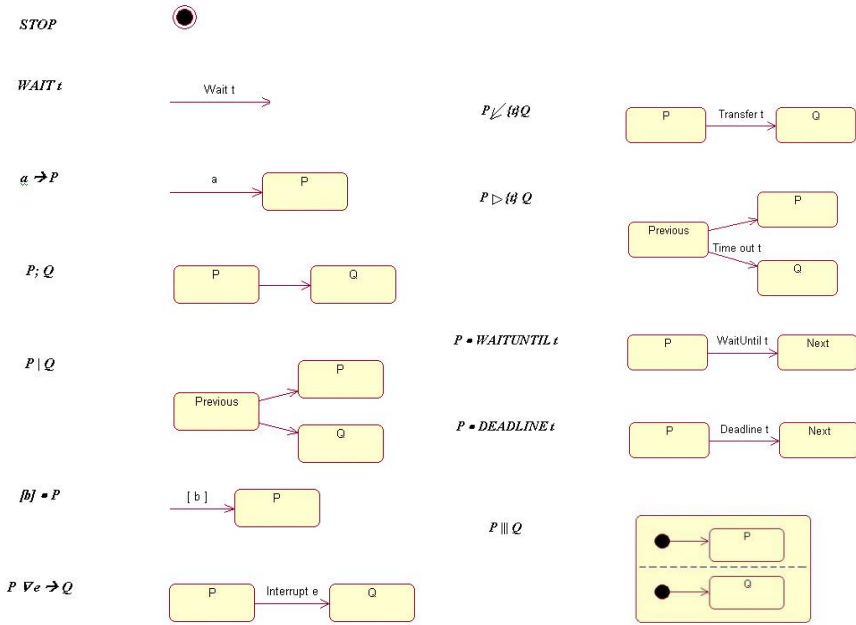 STOP
WAIT t
Wait t
a → P
a
P
P; Q
P
Q
P | Q
Previous
P
Q
[b] • P
[ b ]
P
P ∇e → Q
P
Interrupt e
Q
P {t}Q
P
Transfer t
Q
P ▷{t} Q
Previous
P
Time out t
Q
P • WAITUNTIL t
P
WaitUntil t
Next
P • DEADLINE t
P
Deadline t
Next
P ||| Q
P
Q